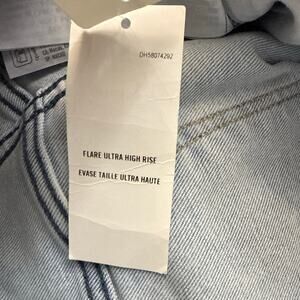 DH58074292
FLARE ULTRA HIGH RISE
EVASE TAILLE ULTRA HAUTE